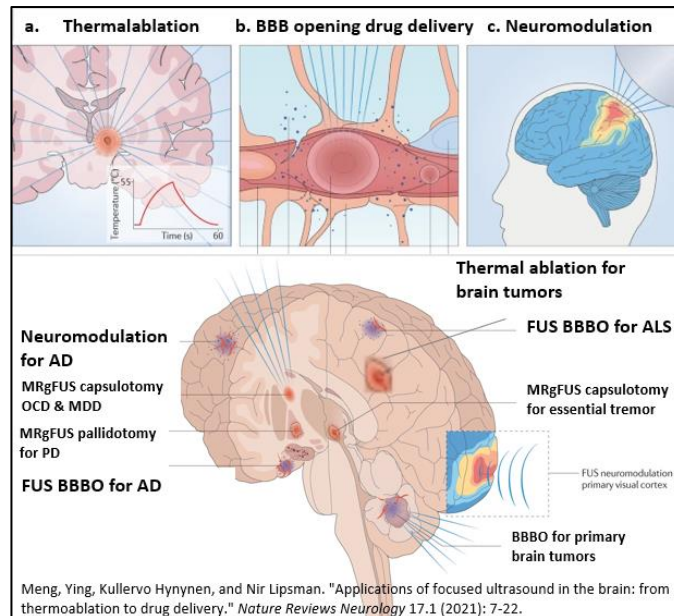 a. Thermalablation
b. BBB opening drug delivery
c. Neuromodulation
Temperature (°C)
55
Time (s)
60
Thermal ablation for
brain tumors
Neuromodulation
for AD
FUS BBBO for ALS
MRgFUS capsulotomy
OCD & MDD
MRgFUS capsulotomy
for essential tremor
MRgFUS pallidotomy
for PD
FUS BBBO for AD
FUS neuromodulation
primary visual cortex
BBBO for primary
brain tumors
Meng, Ying, Kullervo Hynynen, and Nir Lipsman. "Applications of focused ultrasound in the brain: from
thermoablation to drug delivery." Nature Reviews Neurology 17.1 (2021): 7-22.